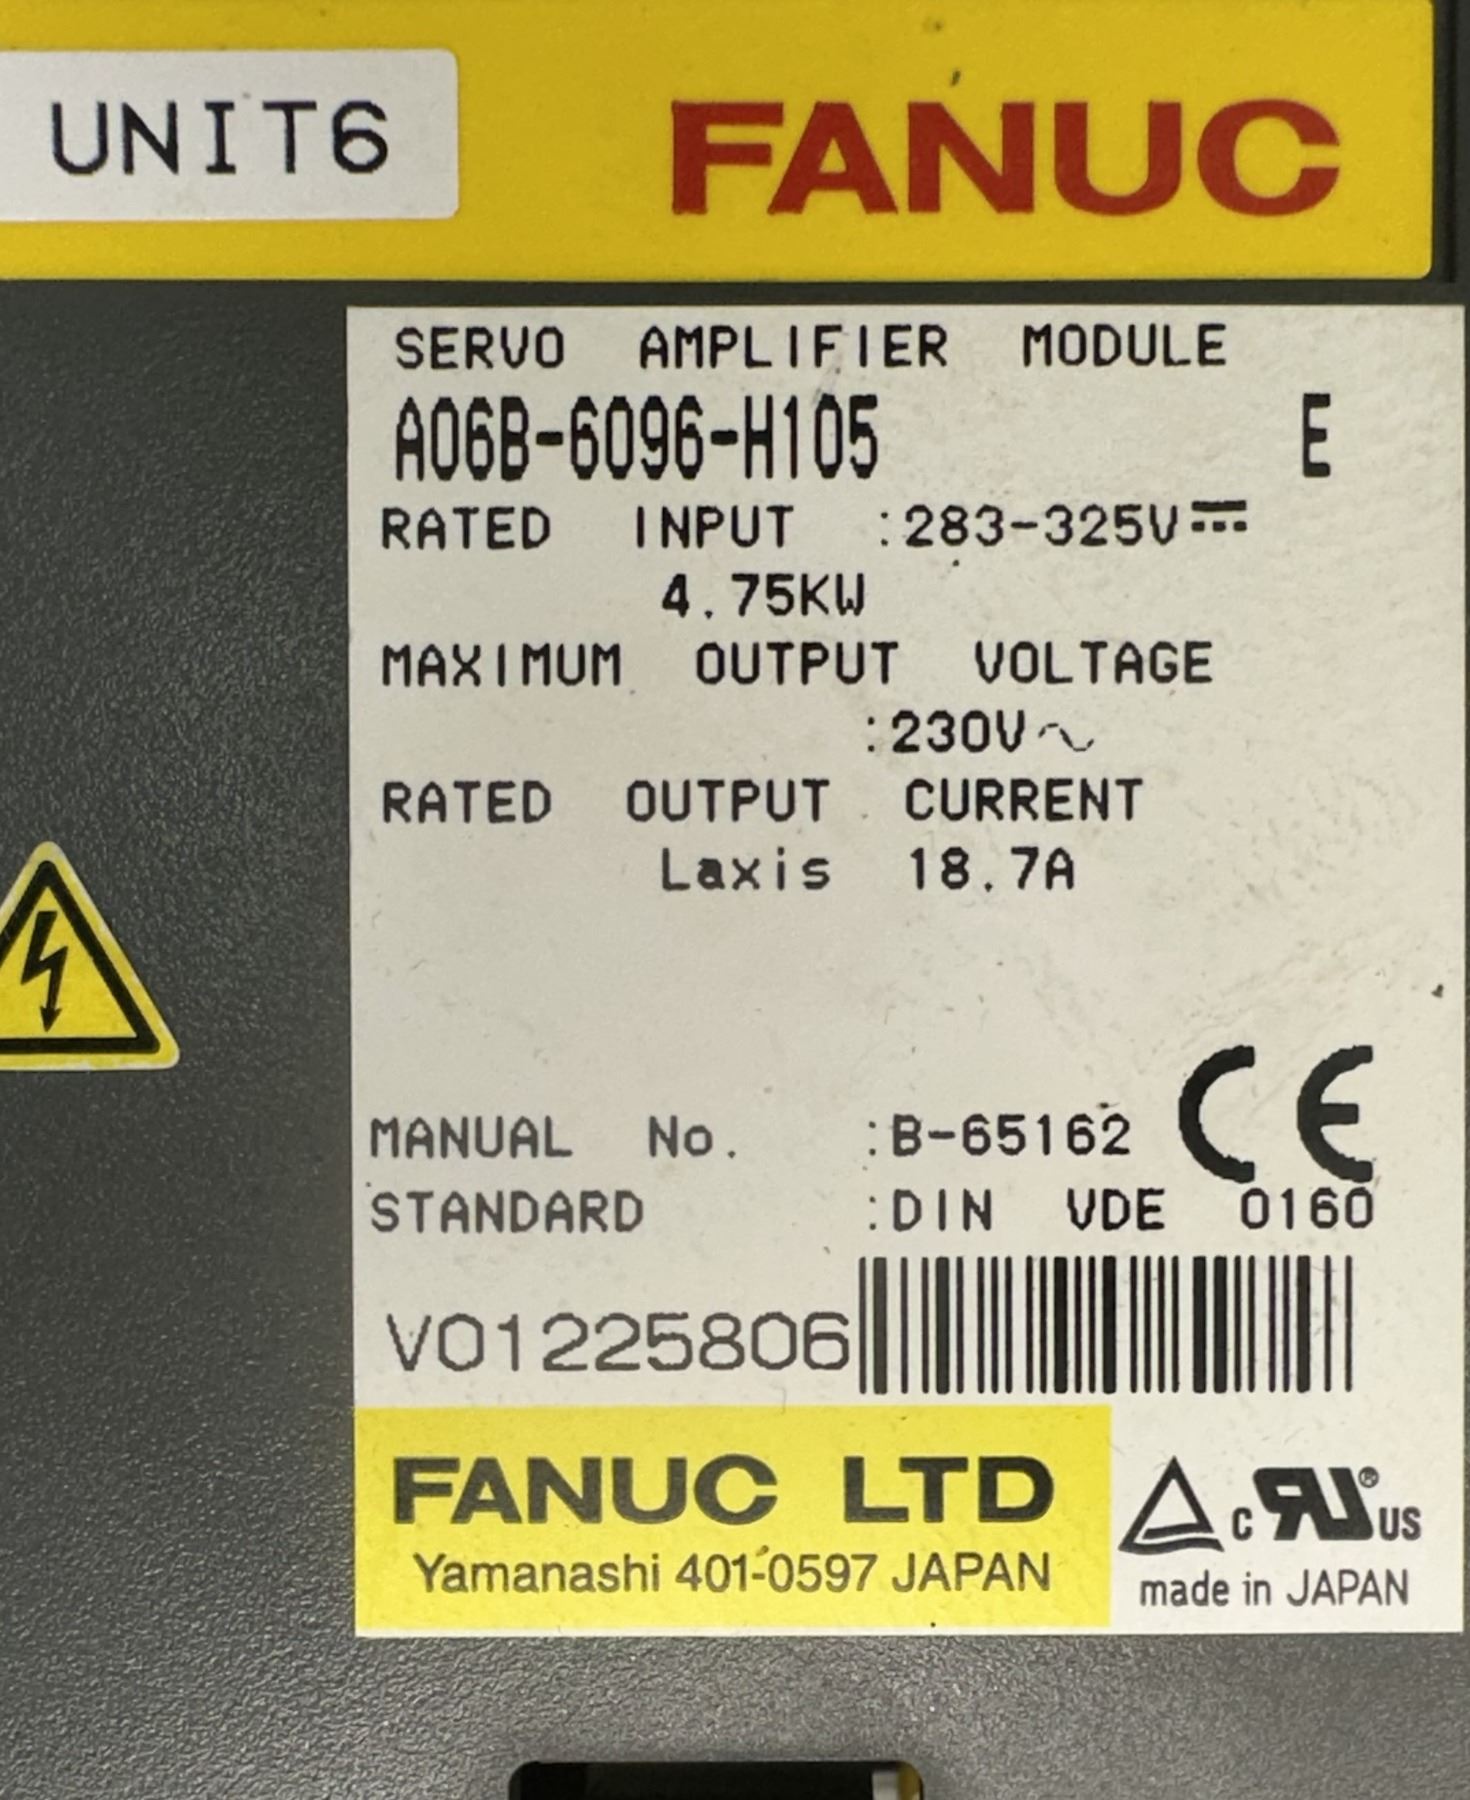 UNIT6
FANUC
SERVO AMPLIFIER MODULE
A06B-6096-H105 E
RATED INPUT :283-325V⎓
4.75KW
MAXIMUM OUTPUT VOLTAGE
:230V~
RATED OUTPUT CURRENT
Laxis 18.7A
MANUAL No. :B-65162 CE
STANDARD :DIN VDE 0160
V01225806
FANUC LTD
Yamanashi 401-0597 JAPAN
c RU® US
made in JAPAN